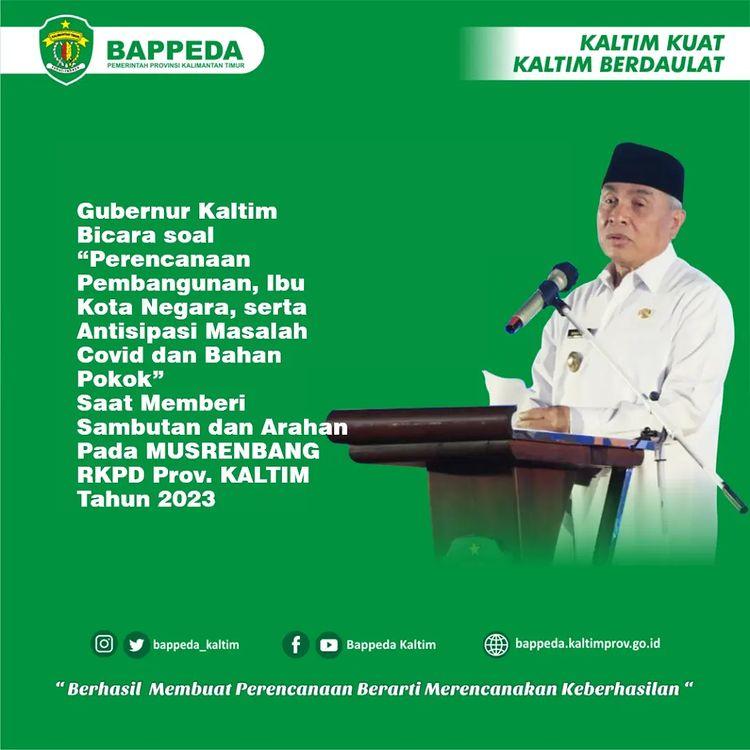 BAPPEDA
PEMERINTAH PROVINSI KALIMANTAN TIMUR
KALTIM KUAT
KALTIM BERDAULAT
Gubernur Kaltim
Bicara soal
“Perencanaan
Pembangunan, Ibu
Kota Negara, serta
Antisipasi Masalah
Covid dan Bahan
Pokok”
Saat Memberi
Sambutan dan Arahan
Pada MUSRENBANG
RKPD Prov. KALTIM
Tahun 2023
bappeda_kaltim
Bappeda Kaltim
bappeda.kaltimprov.go.id
“ Berhasil Membuat Perencanaan Berarti Merencanakan Keberhasilan “